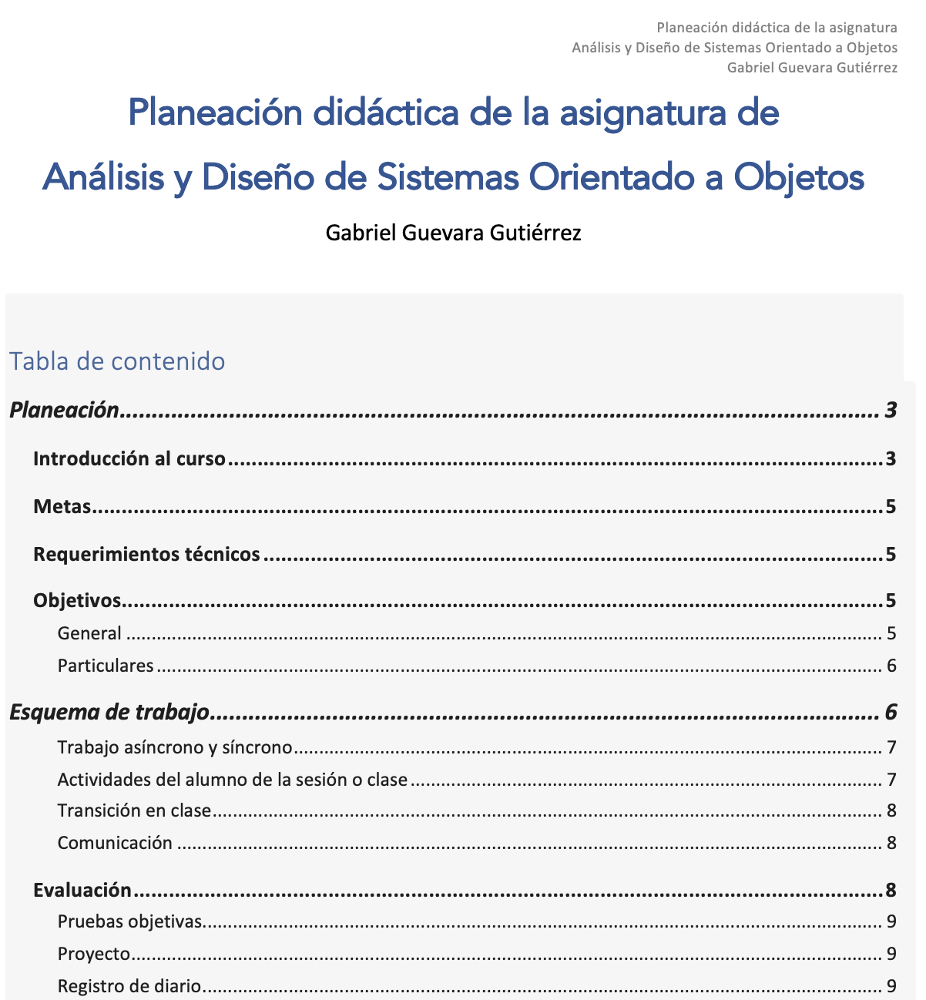 Planeación didáctica de la asignatura
Análisis y Diseño de Sistemas Orientado a Objetos
Gabriel Guevara Gutiérrez
Planeación didáctica de la asignatura de
Análisis y Diseño de Sistemas Orientado a Objetos
Gabriel Guevara Gutiérrez
Tabla de contenido
Planeación.................................................................................................................... 3
Introducción al curso.................................................................................................................3
Metas.................................................................................................................5
Requerimientos técnicos.................................................................................................................5
Objetivos.................................................................................................................5
General ................................................................................................................. 5
Particulares ................................................................................................................. 6
Esquema de trabajo.................................................................................................................... 6
Trabajo asíncrono y síncrono................................................................................................................. 7
Actividades del alumno de la sesión o clase ................................................................................................................. 7
Transición en clase................................................................................................................. 8
Comunicación ................................................................................................................. 8
Evaluación.................................................................................................................8
Pruebas objetivas................................................................................................................. 9
Proyecto................................................................................................................. 9
Registro de diario................................................................................................................. 9